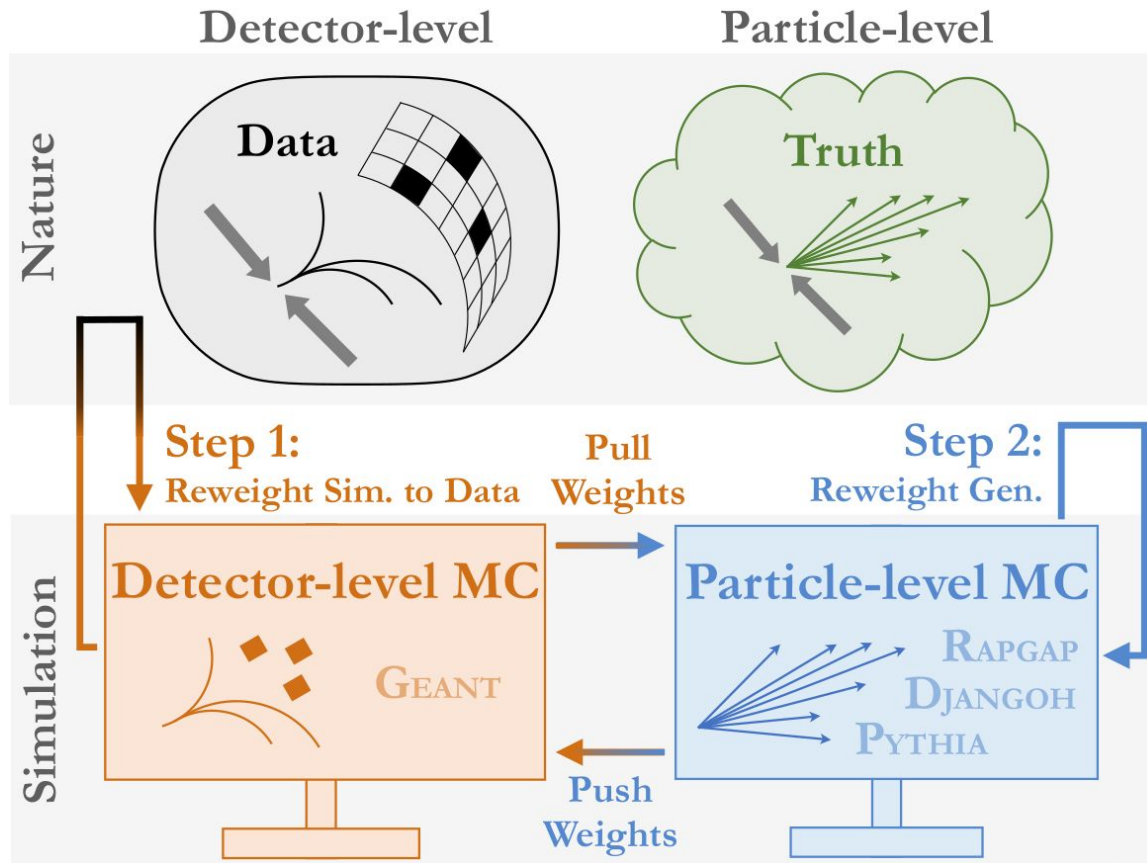 Detector-level
Particle-level
Nature
Data
Truth
Step 1:
Reweight Sim. to Data
Pull
Weights
Step 2:
Reweight Gen.
Simulation
Detector-level MC
GEANT
Particle-level MC
RAPGAP
DJANGOH
PYTHIA
Push
Weights